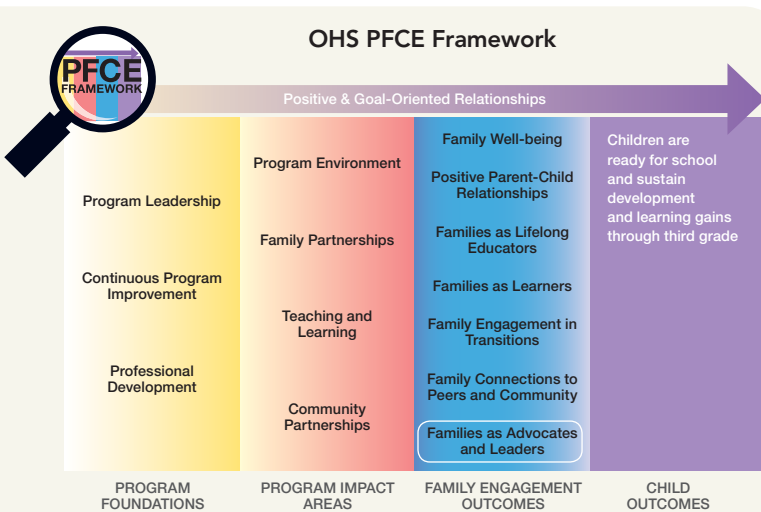 OHS PFCE Framework
PFCE
FRAMEWORK
Positive & Goal-Oriented Relationships
Program Leadership
Continuous Program
Improvement
Professional
Development
Program Environment
Family Partnerships
Teaching and
Learning
Community
Partnerships
Family Well-being
Positive Parent-Child
Relationships
Families as Lifelong
Educators
Families as Learners
Family Engagement in
Transitions
Family Connections to
Peers and Community
Families as Advocates
and Leaders
Children are
ready for school
and sustain
development
and learning gains
through third grade
PROGRAM
FOUNDATIONS
PROGRAM IMPACT
AREAS
FAMILY ENGAGEMENT
OUTCOMES
CHILD
OUTCOMES